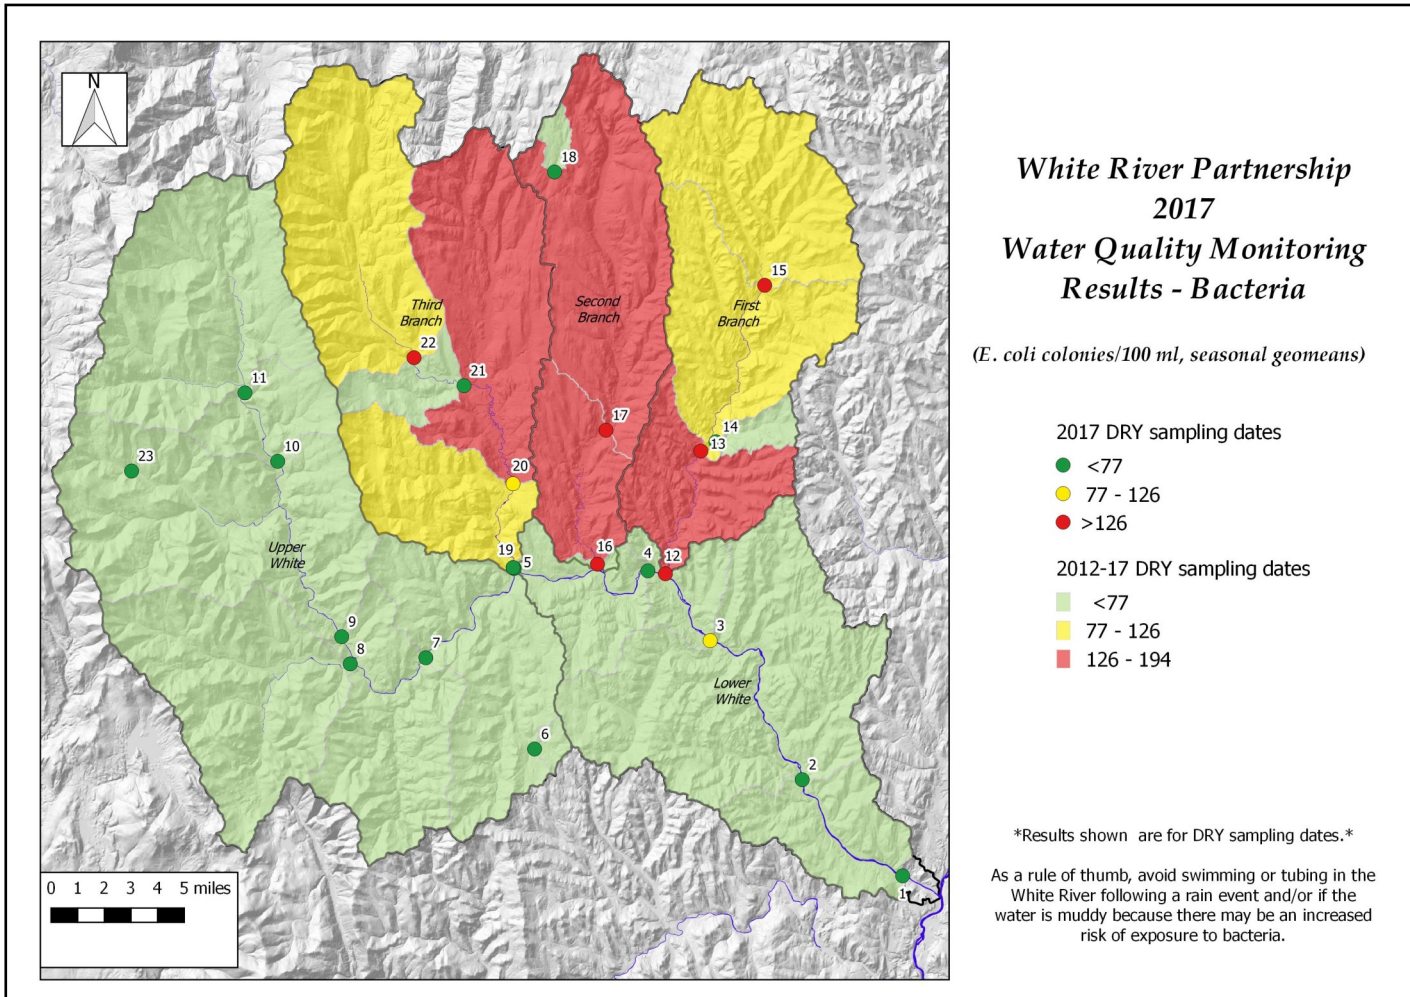 N
White River Partnership
2017
Water Quality Monitoring
Results - Bacteria
(E. coli colonies/100 ml, seasonal geomeans)
2017 DRY sampling dates
<77
77 - 126
>126
2012-17 DRY sampling dates
<77
77 - 126
126 - 194
*Results shown are for DRY sampling dates.*
As a rule of thumb, avoid swimming or tubing in the
White River following a rain event and/or if the
water is muddy because there may be an increased
risk of exposure to bacteria.
18
15
Third
Branch
Second
Branch
First
Branch
22
21
11
17
14
13
10
23
20
Upper
White
19
5
16
4
12
9
8
7
3
Lower
White
6
2
1
0 1 2 3 4 5 miles